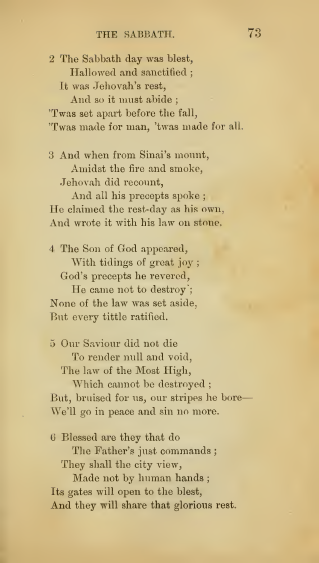 THE SABBATH. 73
2 The Sabbath day was blest,
Hallowed and sanctified ;
It was Jehovah's rest,
And so it must abide ;
'Twas set apart before the fall,
'Twas made for man, 'twas made for all.
3 And when from Sinai's mount,
Amidst the fire and smoke,
Jehovah did recount,
And all his precepts spoke ;
He claimed the rest-day as his own,
And wrote it with his law on stone.
4 The Son of God appeared,
With tidings of great joy ;
God's precepts he revered,
He came not to destroy ;
None of the law was set aside,
But every tittle ratified.
5 Our Saviour did not die
To render null and void,
The law of the Most High,
Which cannot be destroyed ;
But, bruised for us, our stripes he bore—
We'll go in peace and sin no more.
6 Blessed are they that do
The Father's just commands ;
They shall the city view,
Made not by human hands ;
Its gates will open to the blest,
And they will share that glorious rest.